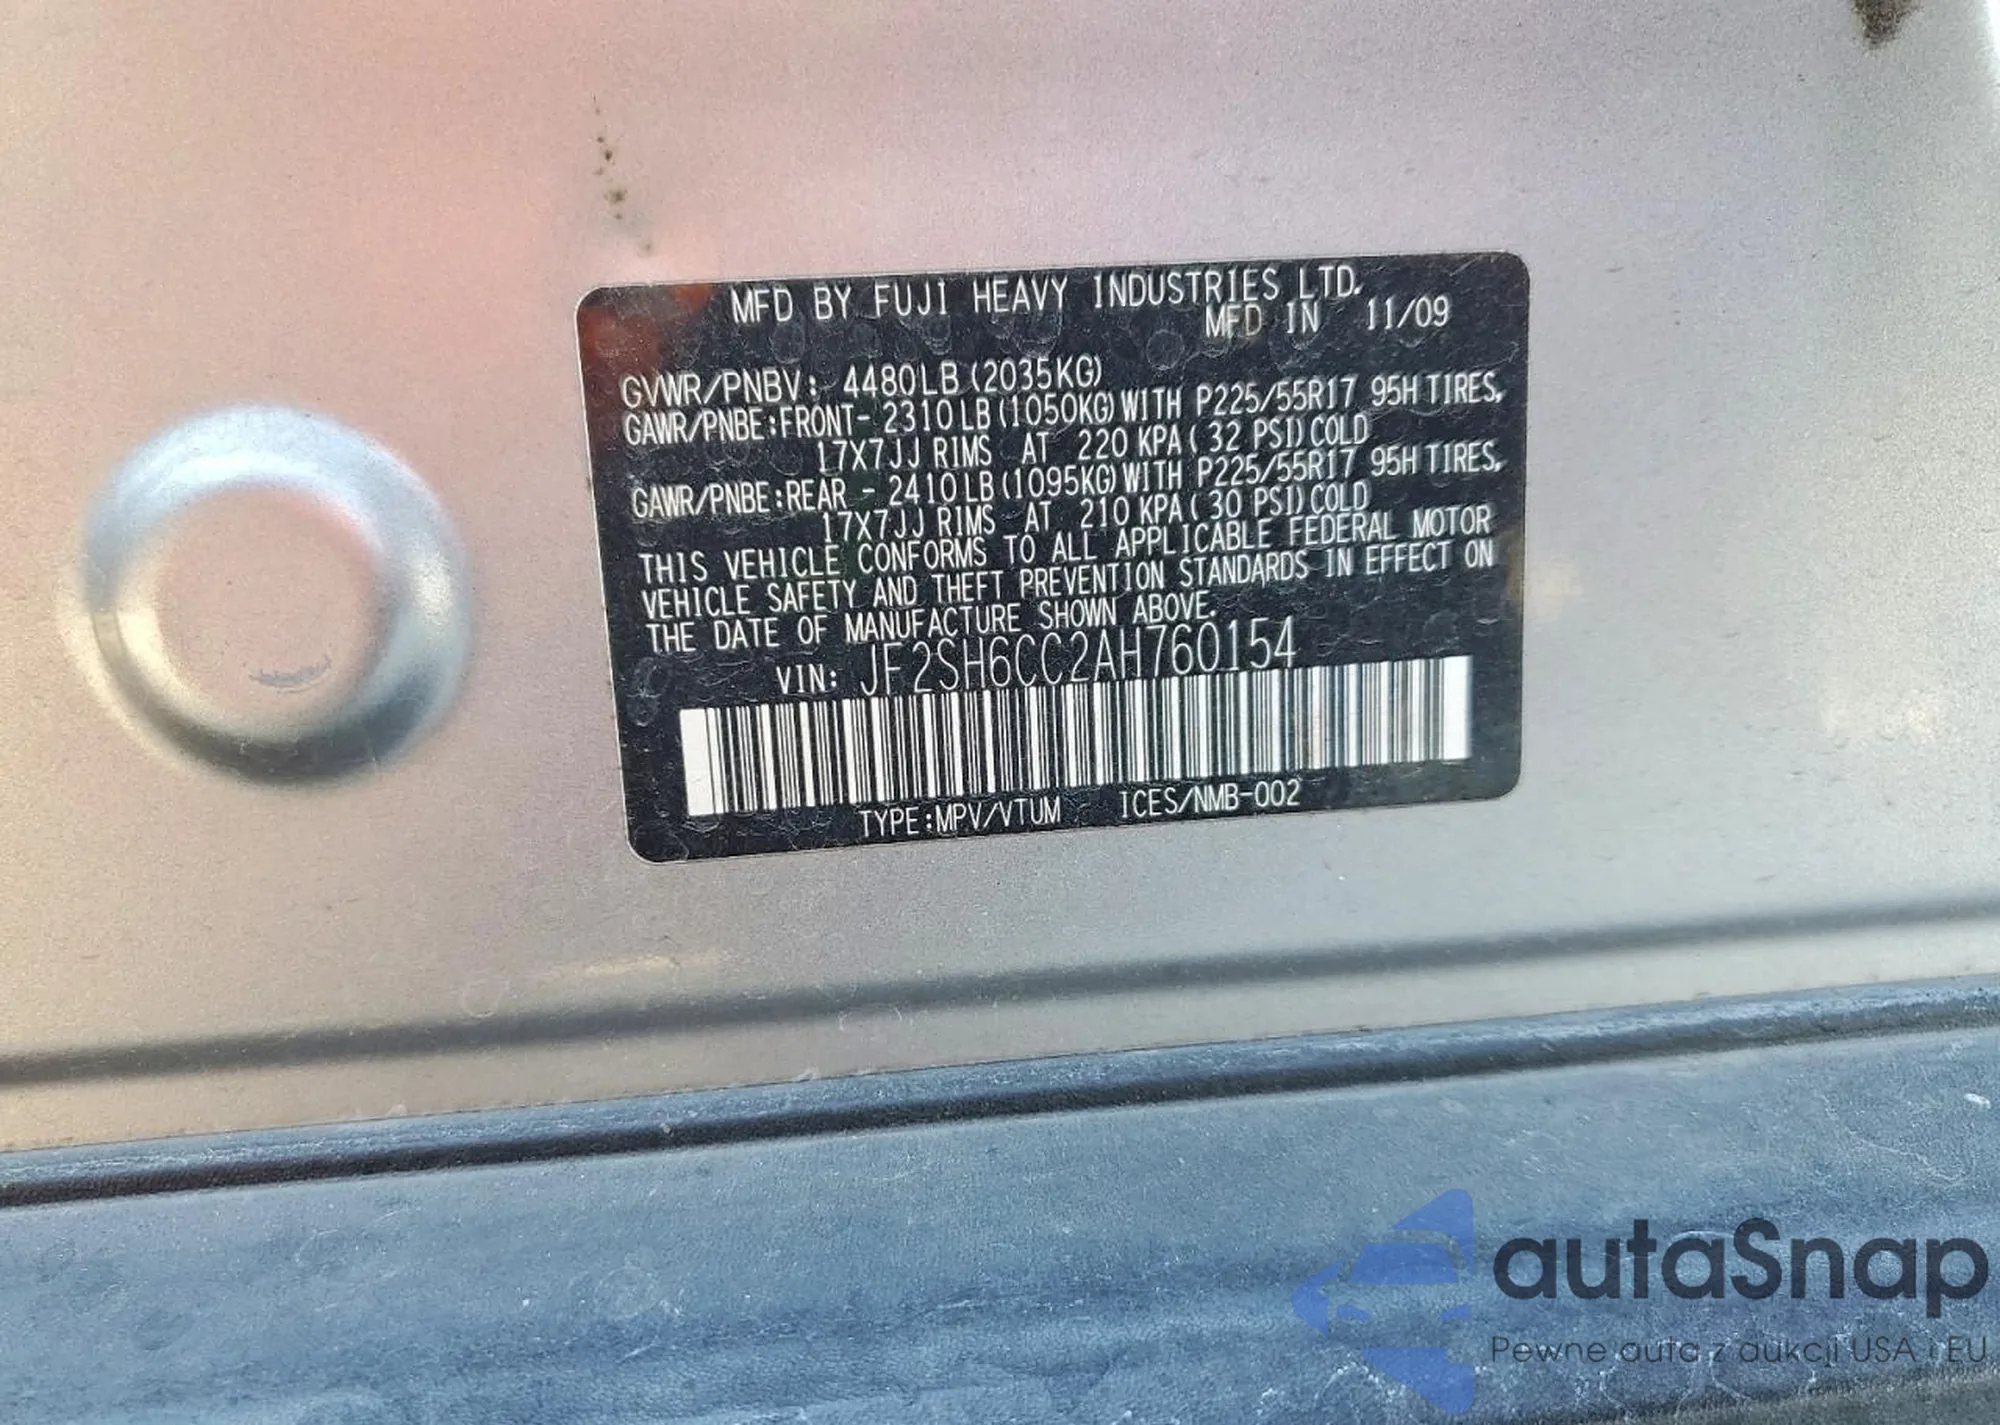 MFD BY FUJI HEAVY INDUSTRIES LTD.
MFD IN 11/09
GVWR/PNBV: 4480LB (2035KG)
GAWR/PNBE:FRONT- 2310LB (1050KG) WITH P225/55R17 95H TIRES,
17X7JJ RIMS AT 220 KPA ( 32 PSI) COLD
GAWR/PNBE:REAR - 2410LB (1095KG) WITH P225/55R17 95H TIRES,
17X7JJ RIMS AT 210 KPA ( 30 PSI) COLD
THIS VEHICLE CONFORMS TO ALL APPLICABLE FEDERAL MOTOR
VEHICLE SAFETY AND THEFT PREVENTION STANDARDS IN EFFECT ON
THE DATE OF MANUFACTURE SHOWN ABOVE.
VIN: JF2SH6CC2AH760154
TYPE:MPV/VTUM ICES/NMB-002
autaSnap
Pewne auta z aukcji USA i EU